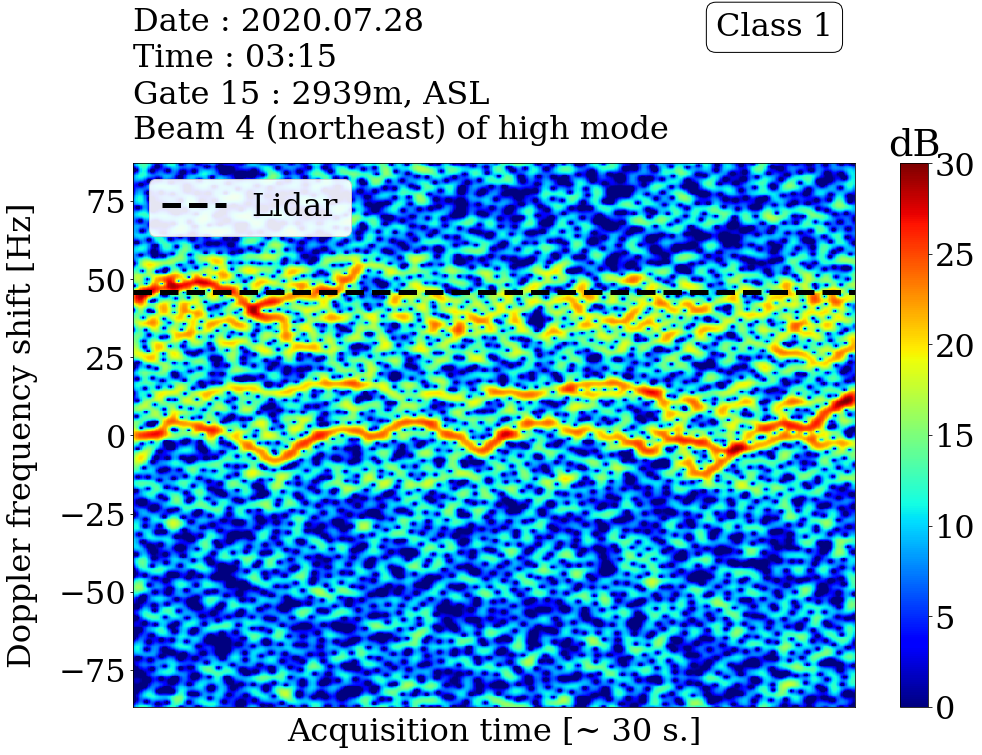 Date : 2020.07.28
Time : 03:15
Gate 15 : 2939m, ASL
Beam 4 (northeast) of high mode
Class 1
dB
Lidar
Doppler frequency shift [Hz]
75
50
25
0
−25
−50
−75
Acquisition time [~ 30 s.]
30
25
20
15
10
5
0